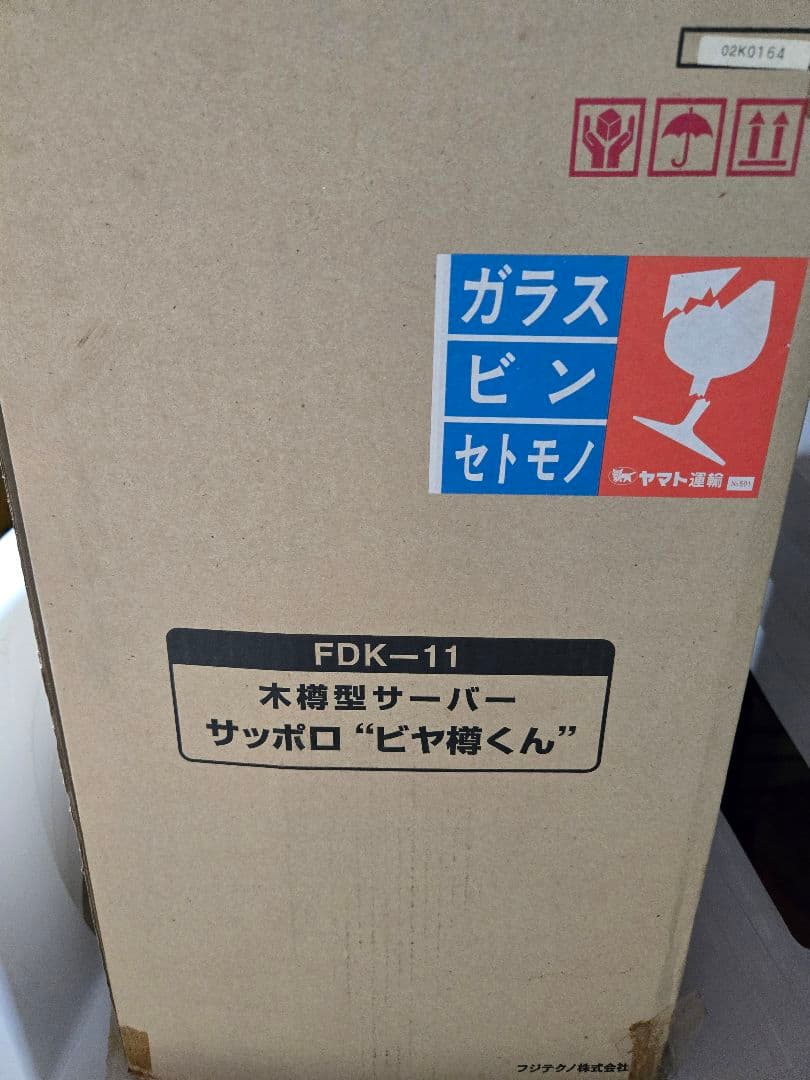 02K0164
ガラス
ビン
セトモノ
ヤマト運輸 No.501
FDK−11
木樽型サーバー
サッポロ“ビヤ樽くん”
フジテクノ株式会社